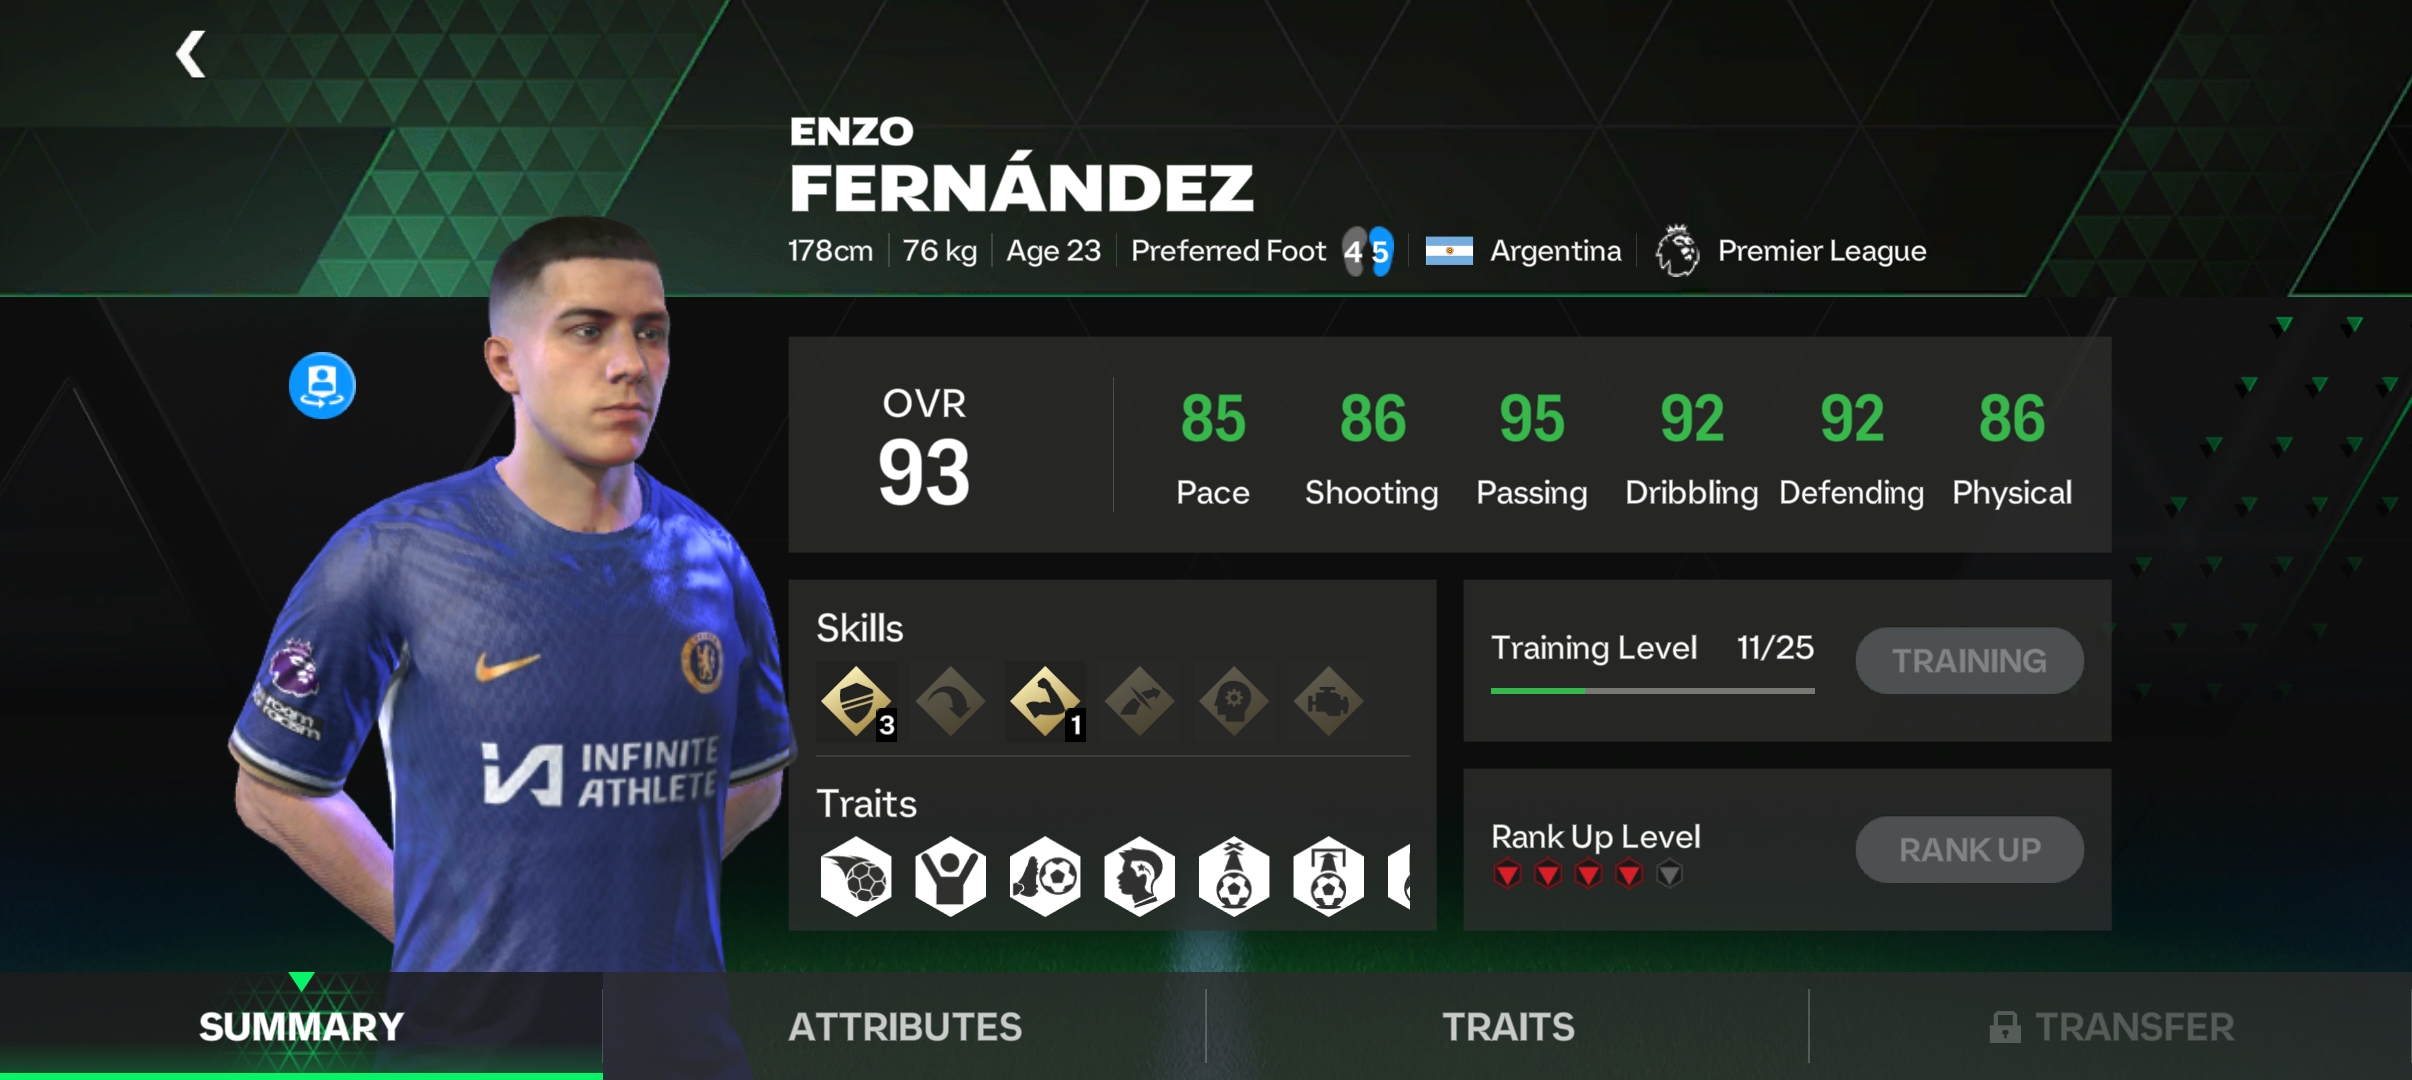 ENZO
FERNÁNDEZ
178cm 76 kg Age 23 Preferred Foot 4 5 Argentina Premier League
OVR
93
85 86 95 92 92 86
Pace Shooting Passing Dribbling Defending Physical
Skills
3 1
Training Level 11/25 TRAINING
Traits
Rank Up Level RANK UP
room
racism
INFINITE
ATHLETE
SUMMARY ATTRIBUTES TRAITS TRANSFER